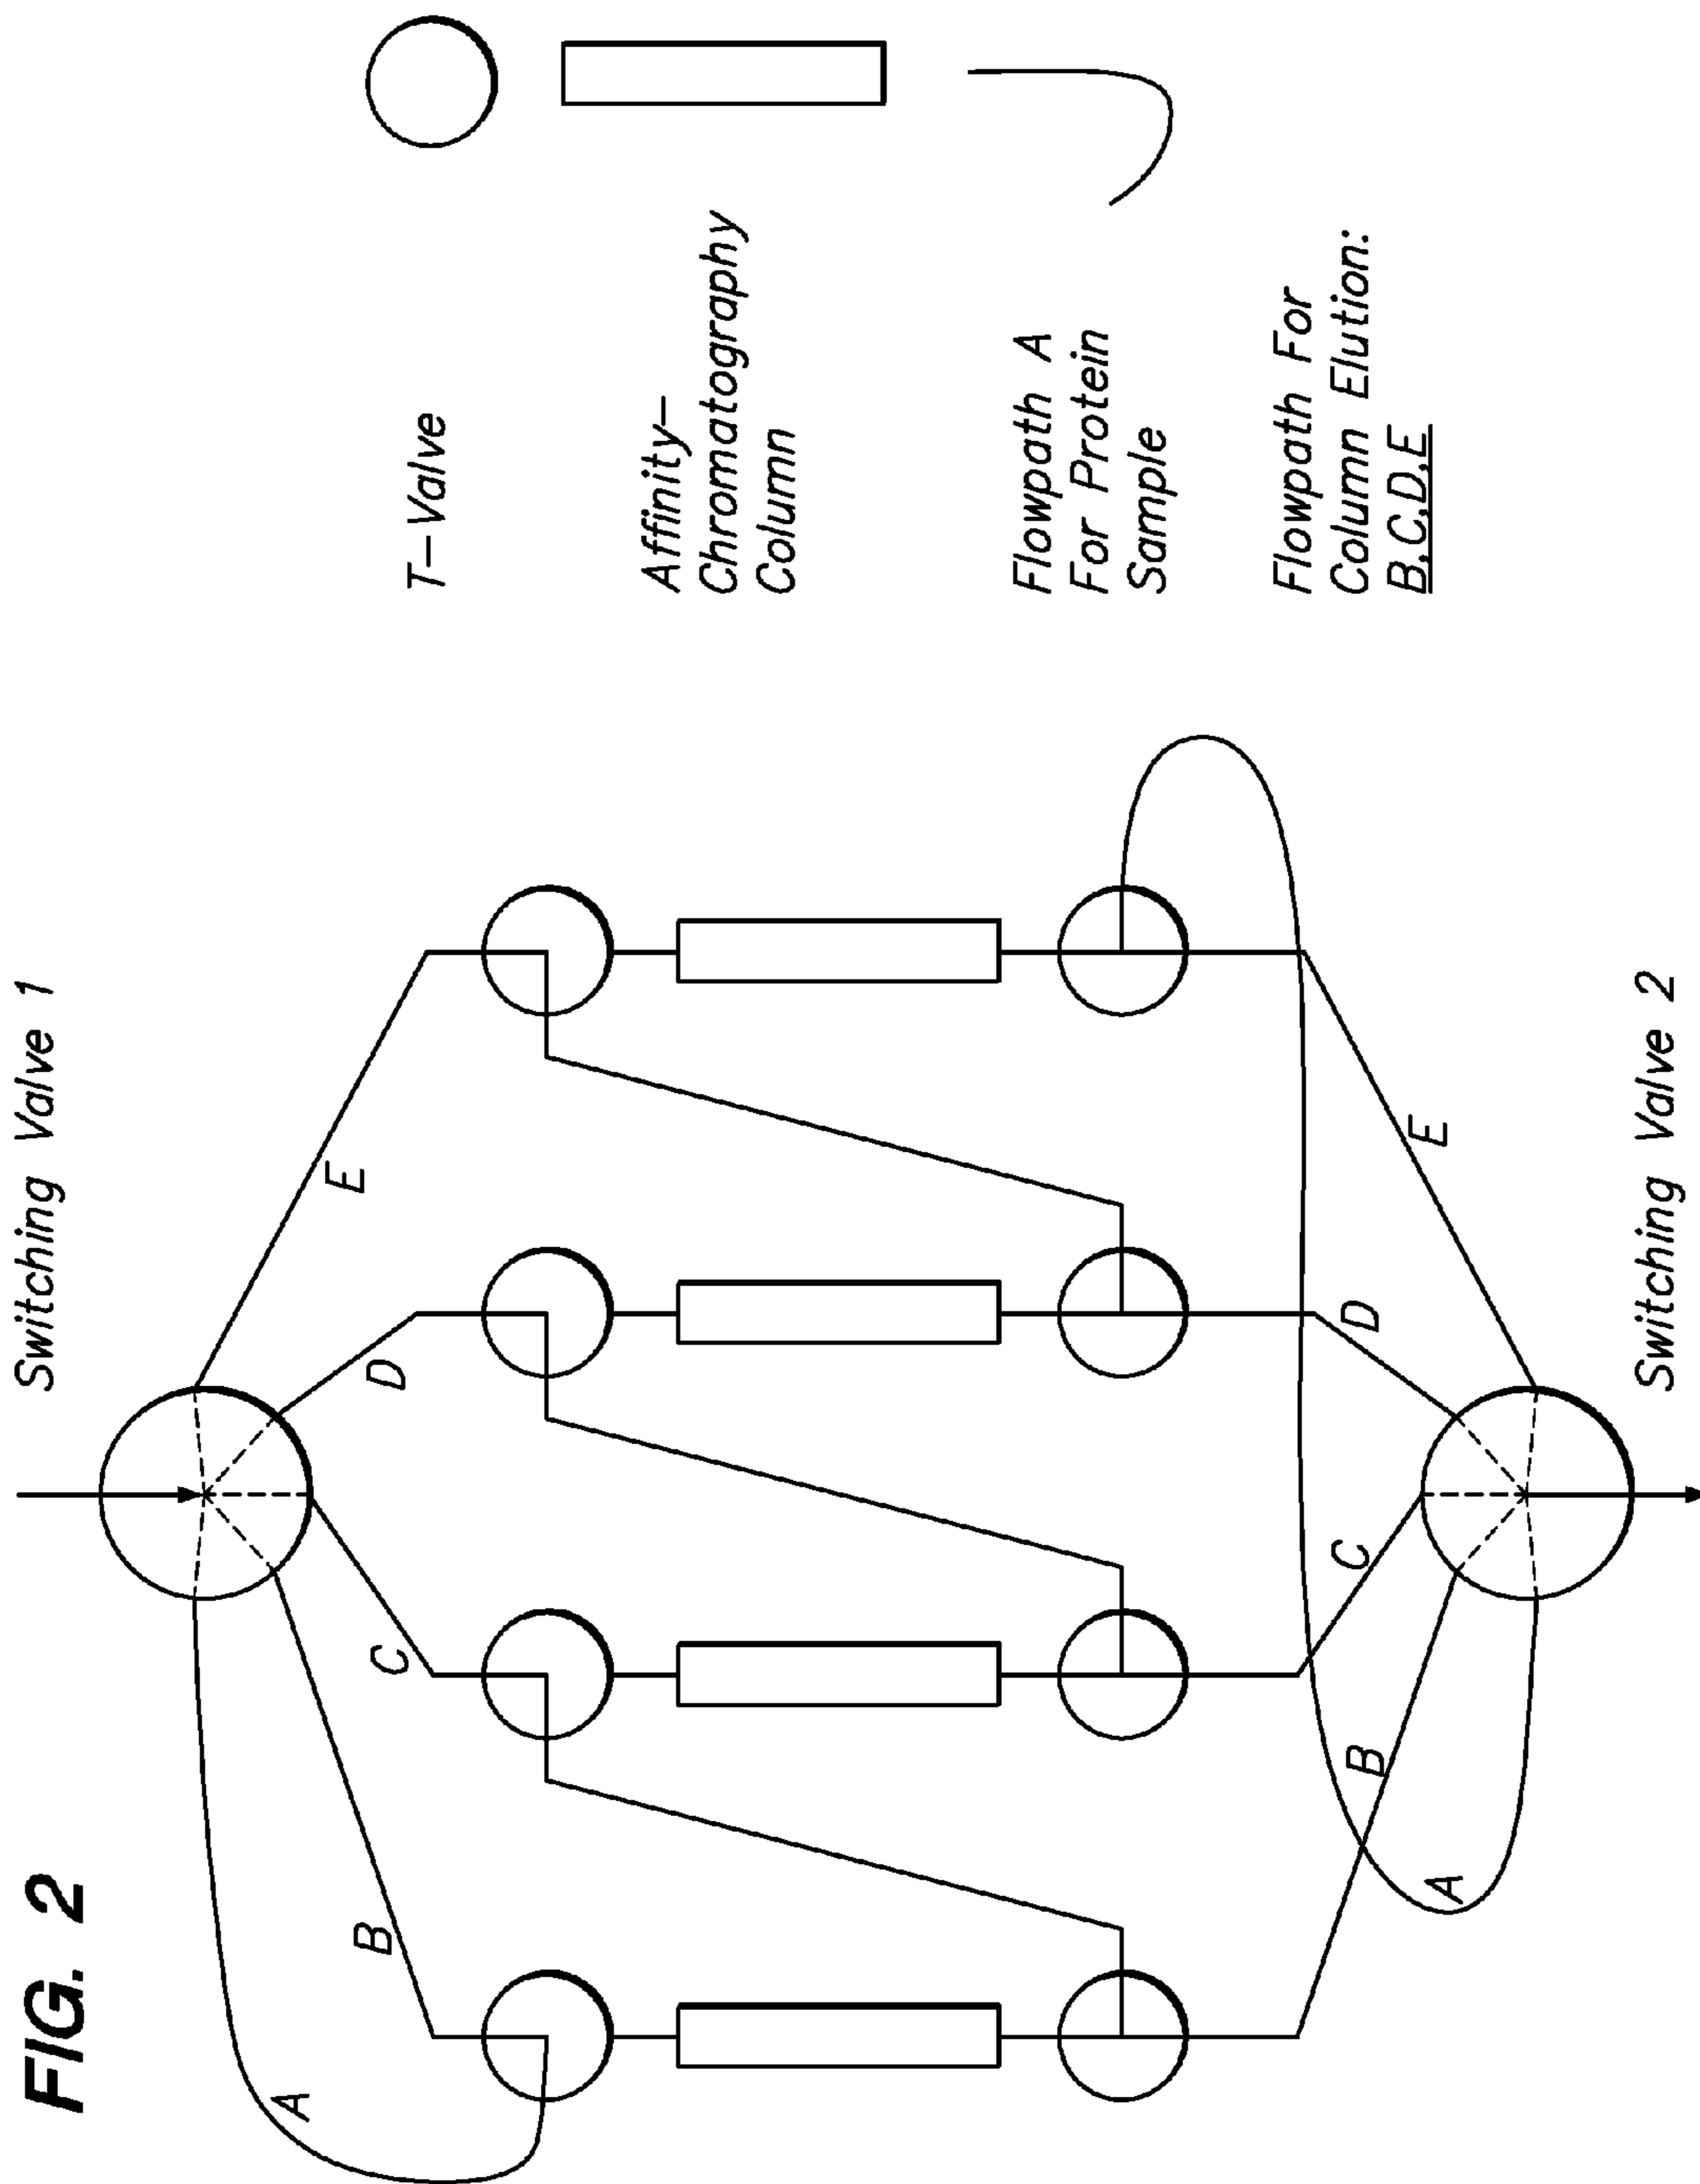 FIG. 2
Switching Valve 1
A
B
C
D
E
A
B
C
D
E
Switching Valve 2
T-Valve
Affinity-
Chromatography
Column
Flowpath A
For Protein
Sample
Flowpath For
Column Elution:
B,C,D,E